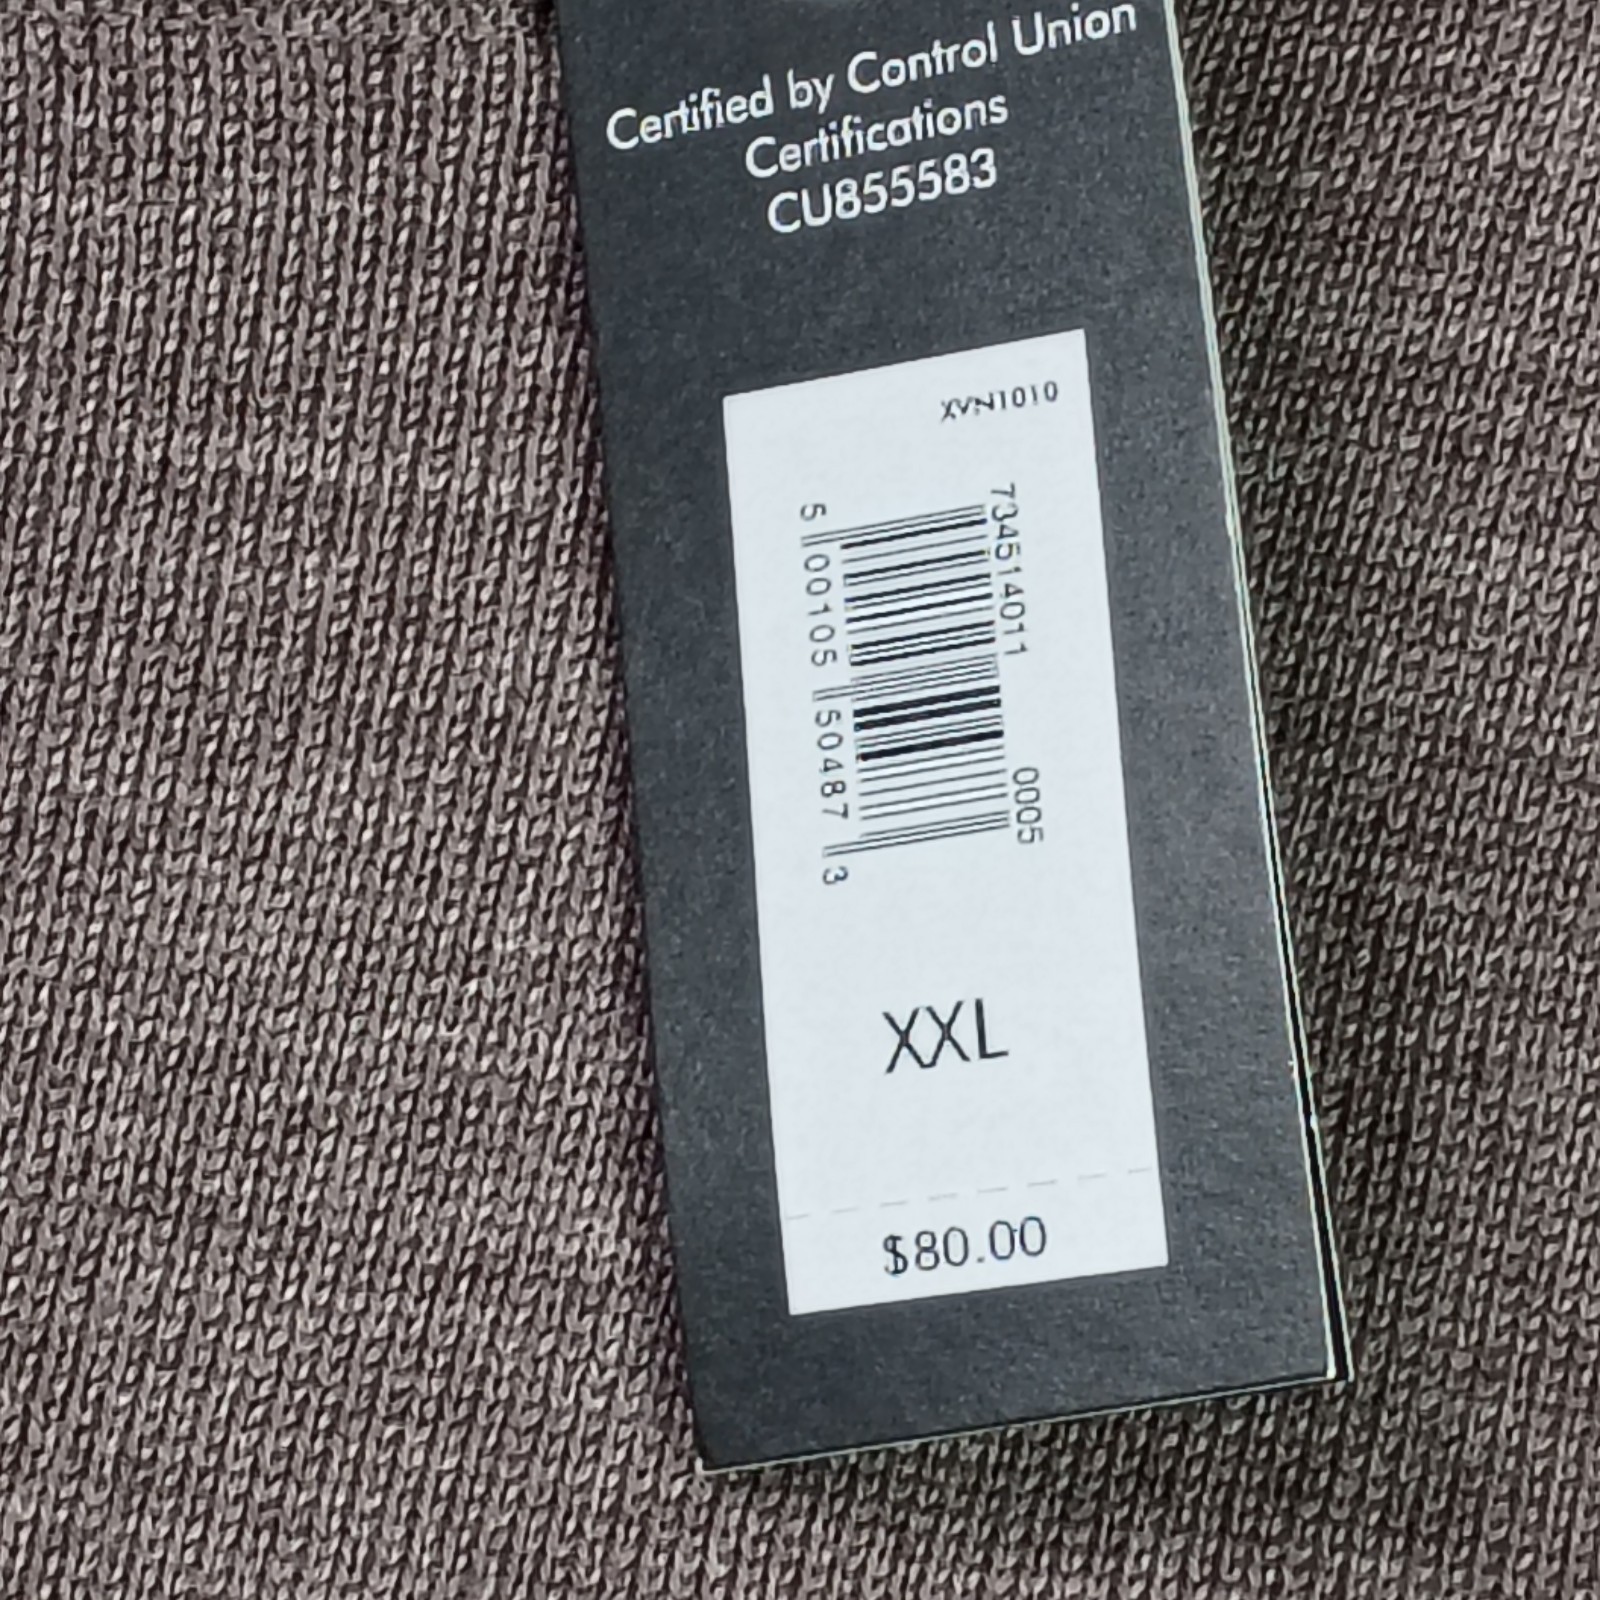 Certified by Control Union
Certifications
CU855583
XVN1010
734514011 0005
5 00105 50487 3
XXL
$80.00